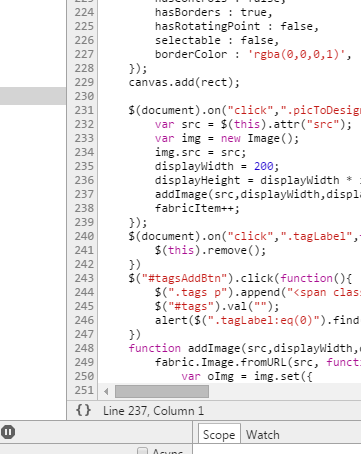 223 hasControls : false,
224 hasBorders : true,
225 hasRotatingPoint : false,
226 selectable : false,
227 borderColor : 'rgba(0,0,0,1)',
228 });
229 canvas.add(rect);
230
231 $(document).on("click",".picToDesig
232 var src = $(this).attr("src");
233 var img = new Image();
234 img.src = src;
235 displayWidth = 200;
236 displayHeight = displayWidth *
237 addImage(src,displayWidth,displa
238 fabricItem++;
239 });
240 $(document).on("click",".tagLabel",
241 $(this).remove();
242 })
243 $("#tagsAddBtn").click(function(){
244 $(".tags p").append("<span clas
245 $("#tags").val("");
246 alert($(".tagLabel:eq(0)").find
247 })
248 function addImage(src,displayWidth,
249 fabric.Image.fromURL(src, funct
250 var oImg = img.set({
251
{} Line 237, Column 1
Scope Watch
Async